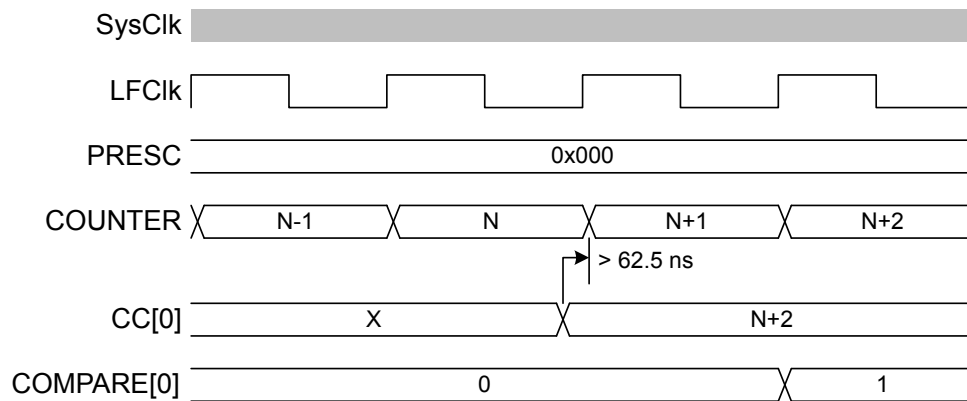 SysClk
LFClk
PRESC 0x000
COUNTER N-1 N N+1 N+2
> 62.5 ns
CC[0] X N+2
COMPARE[0] 0 1